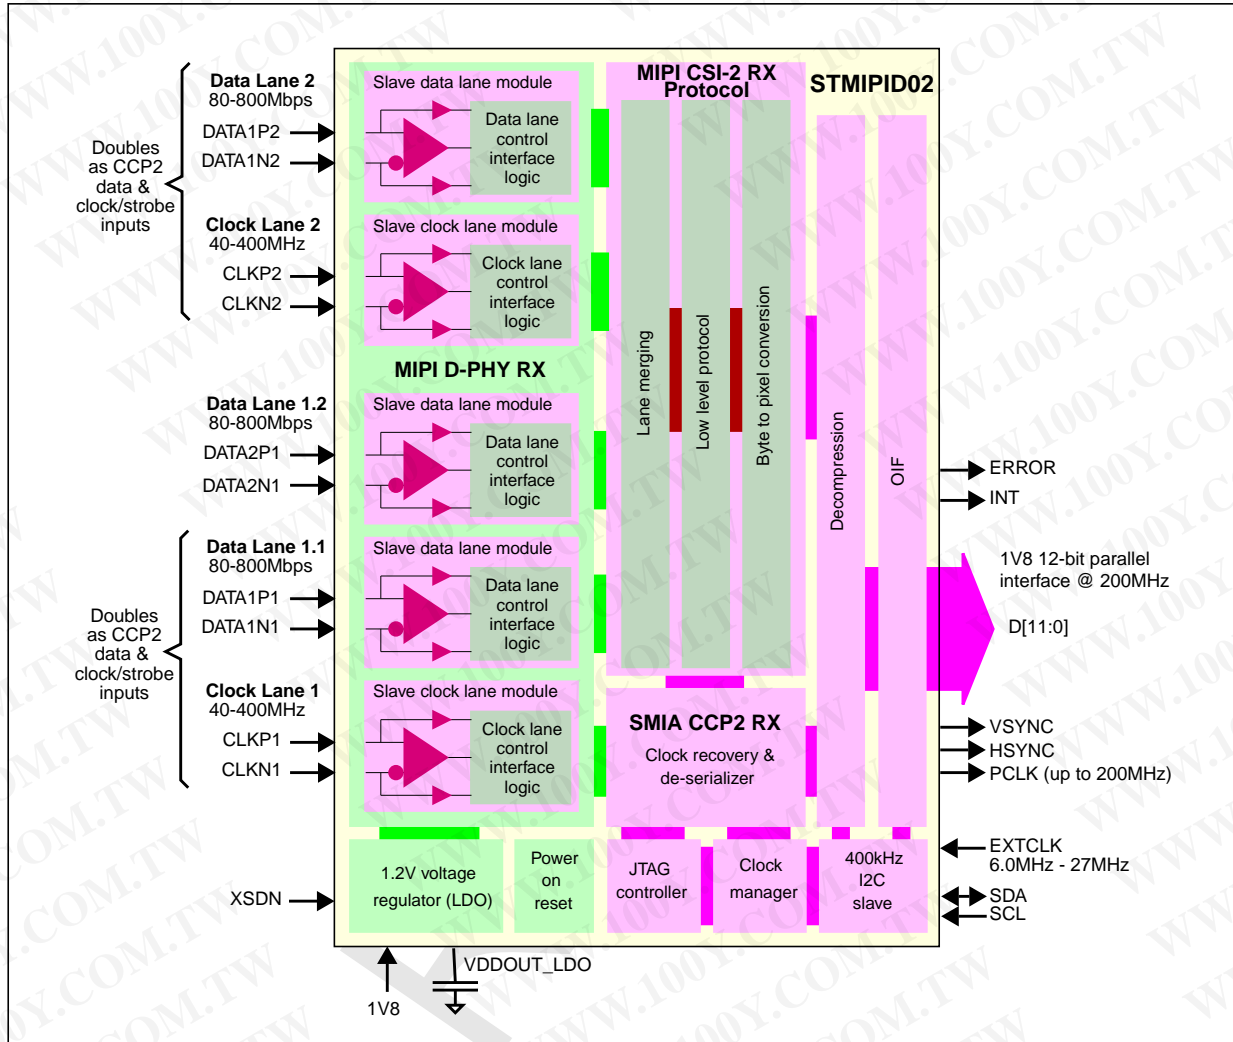 Data Lane 2
80-800Mbps
DATA1P2
DATA1N2
Doubles
as CCP2
data &
clock/strobe
inputs
Clock Lane 2
40-400MHz
CLKP2
CLKN2
Data Lane 1.2
80-800Mbps
DATA2P1
DATA2N1
Data Lane 1.1
80-800Mbps
DATA1P1
DATA1N1
Doubles
as CCP2
data &
clock/strobe
inputs
Clock Lane 1
40-400MHz
CLKP1
CLKN1
XSDN
Slave data lane module
Data lane
control
interface
logic
Slave clock lane module
Clock lane
control
interface
logic
MIPI D-PHY RX
Slave data lane module
Data lane
control
interface
logic
Slave data lane module
Data lane
control
interface
logic
Slave clock lane module
Clock lane
control
interface
logic
1.2V voltage
regulator (LDO)
Power
on
reset
1V8
VDDOUT_LDO
MIPI CSI-2 RX
Protocol
Lane merging
Low level protocol
Byte to pixel conversion
SMIA CCP2 RX
Clock recovery &
de-serializer
JTAG
controller
Clock
manager
400kHz
I2C
slave
STMIPID02
Decompression
OIF
ERROR
INT
1V8 12-bit parallel
interface @ 200MHz
D[11:0]
VSYNC
HSYNC
PCLK (up to 200MHz)
EXTCLK
6.0MHz - 27MHz
SDA
SCL
WWW.100Y.COM.TW